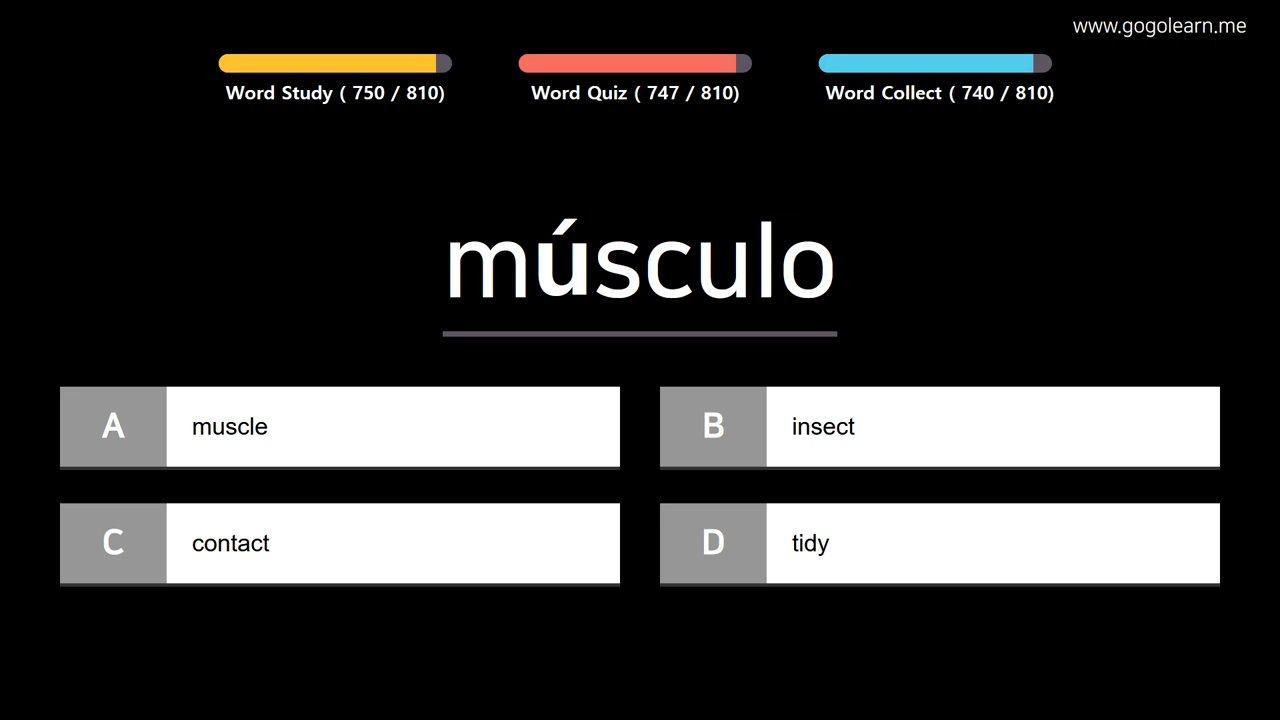 www.gogolearn.me
Word Study ( 750 / 810)
Word Quiz ( 747 / 810)
Word Collect ( 740 / 810)
músculo
A muscle
B insect
C contact
D tidy